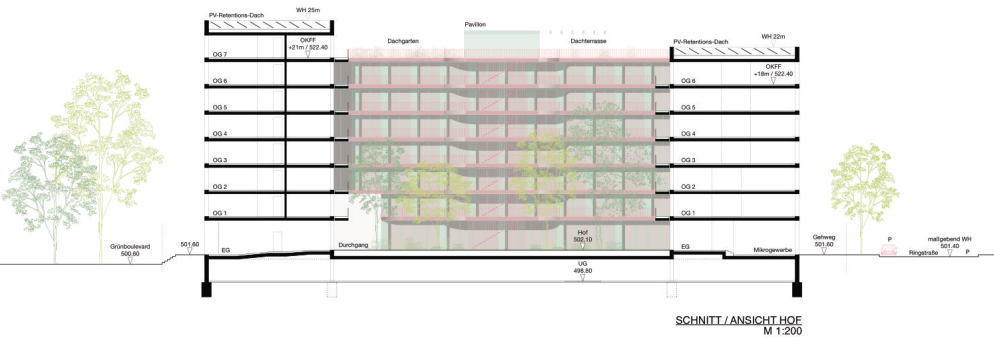 PV-Retentions-Dach
WH 25m
OKFF
+21m / 522.40
OG 7
OG 6
OG 5
OG 4
OG 3
OG 2
OG 1
EG
Grünboulevard
500.60
501.60
Durchgang
Dachgarten
Pavillon
Dachterrasse
Hof
502.10
UG
498.80
PV-Retentions-Dach
WH 22m
OKFF
+18m / 522.40
OG 6
OG 5
OG 4
OG 3
OG 2
OG 1
EG
Mikrogewerbe
Gehweg
501.60
P
maßgebend WH
501.40
Ringstraße
P
SCHNITT / ANSICHT HOF
M 1:200